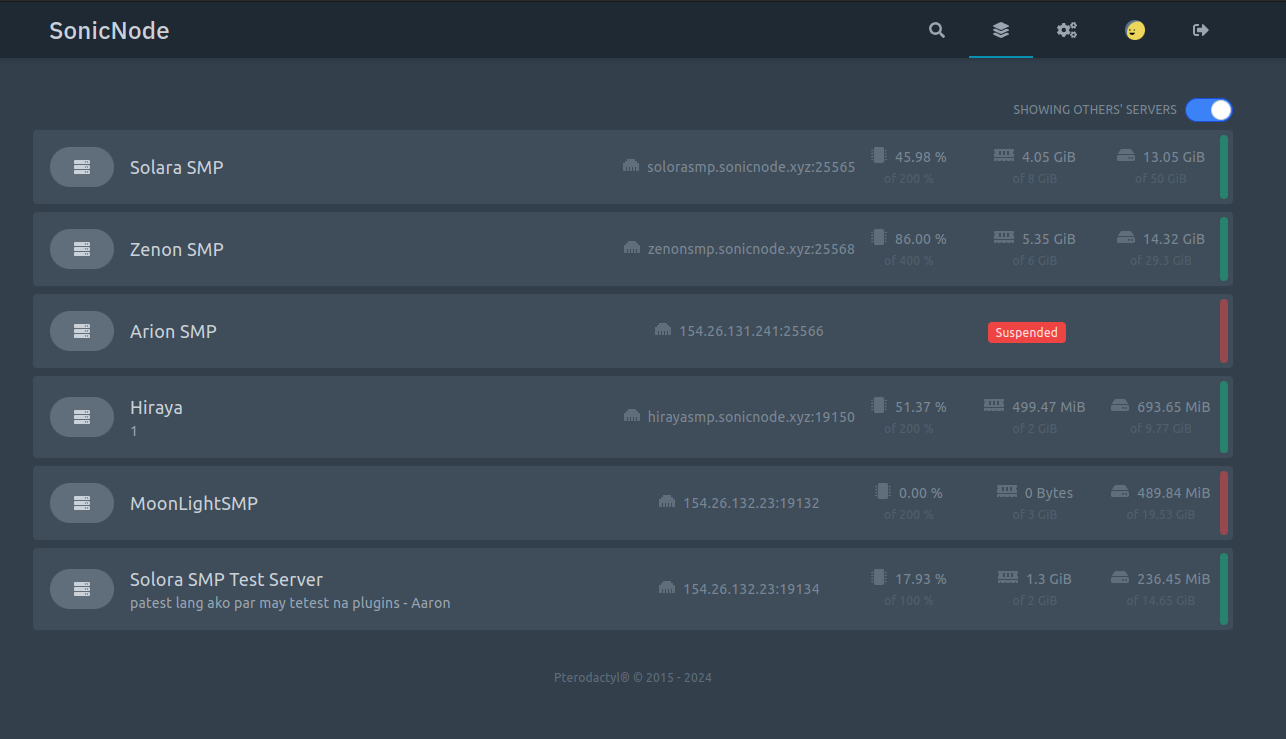 SonicNode
SHOWING OTHERS' SERVERS
Solara SMP
solorasmp.sonicnode.xyz:25565
45.98 %
of 200 %
4.05 GiB
of 8 GiB
13.05 GiB
of 50 GiB
Zenon SMP
zenonsmp.sonicnode.xyz:25568
86.00 %
of 400 %
5.35 GiB
of 6 GiB
14.32 GiB
of 29.3 GiB
Arion SMP
154.26.131.241:25566
Suspended
Hiraya
1
hirayasmp.sonicnode.xyz:19150
51.37 %
of 200 %
499.47 MiB
of 2 GiB
693.65 MiB
of 9.77 GiB
MoonLightSMP
154.26.132.23:19132
0.00 %
of 200 %
0 Bytes
of 3 GiB
489.84 MiB
of 19.53 GiB
Solora SMP Test Server
patest lang ako par may tetest na plugins - Aaron
154.26.132.23:19134
17.93 %
of 100 %
1.3 GiB
of 2 GiB
236.45 MiB
of 14.65 GiB
Pterodactyl® © 2015 - 2024